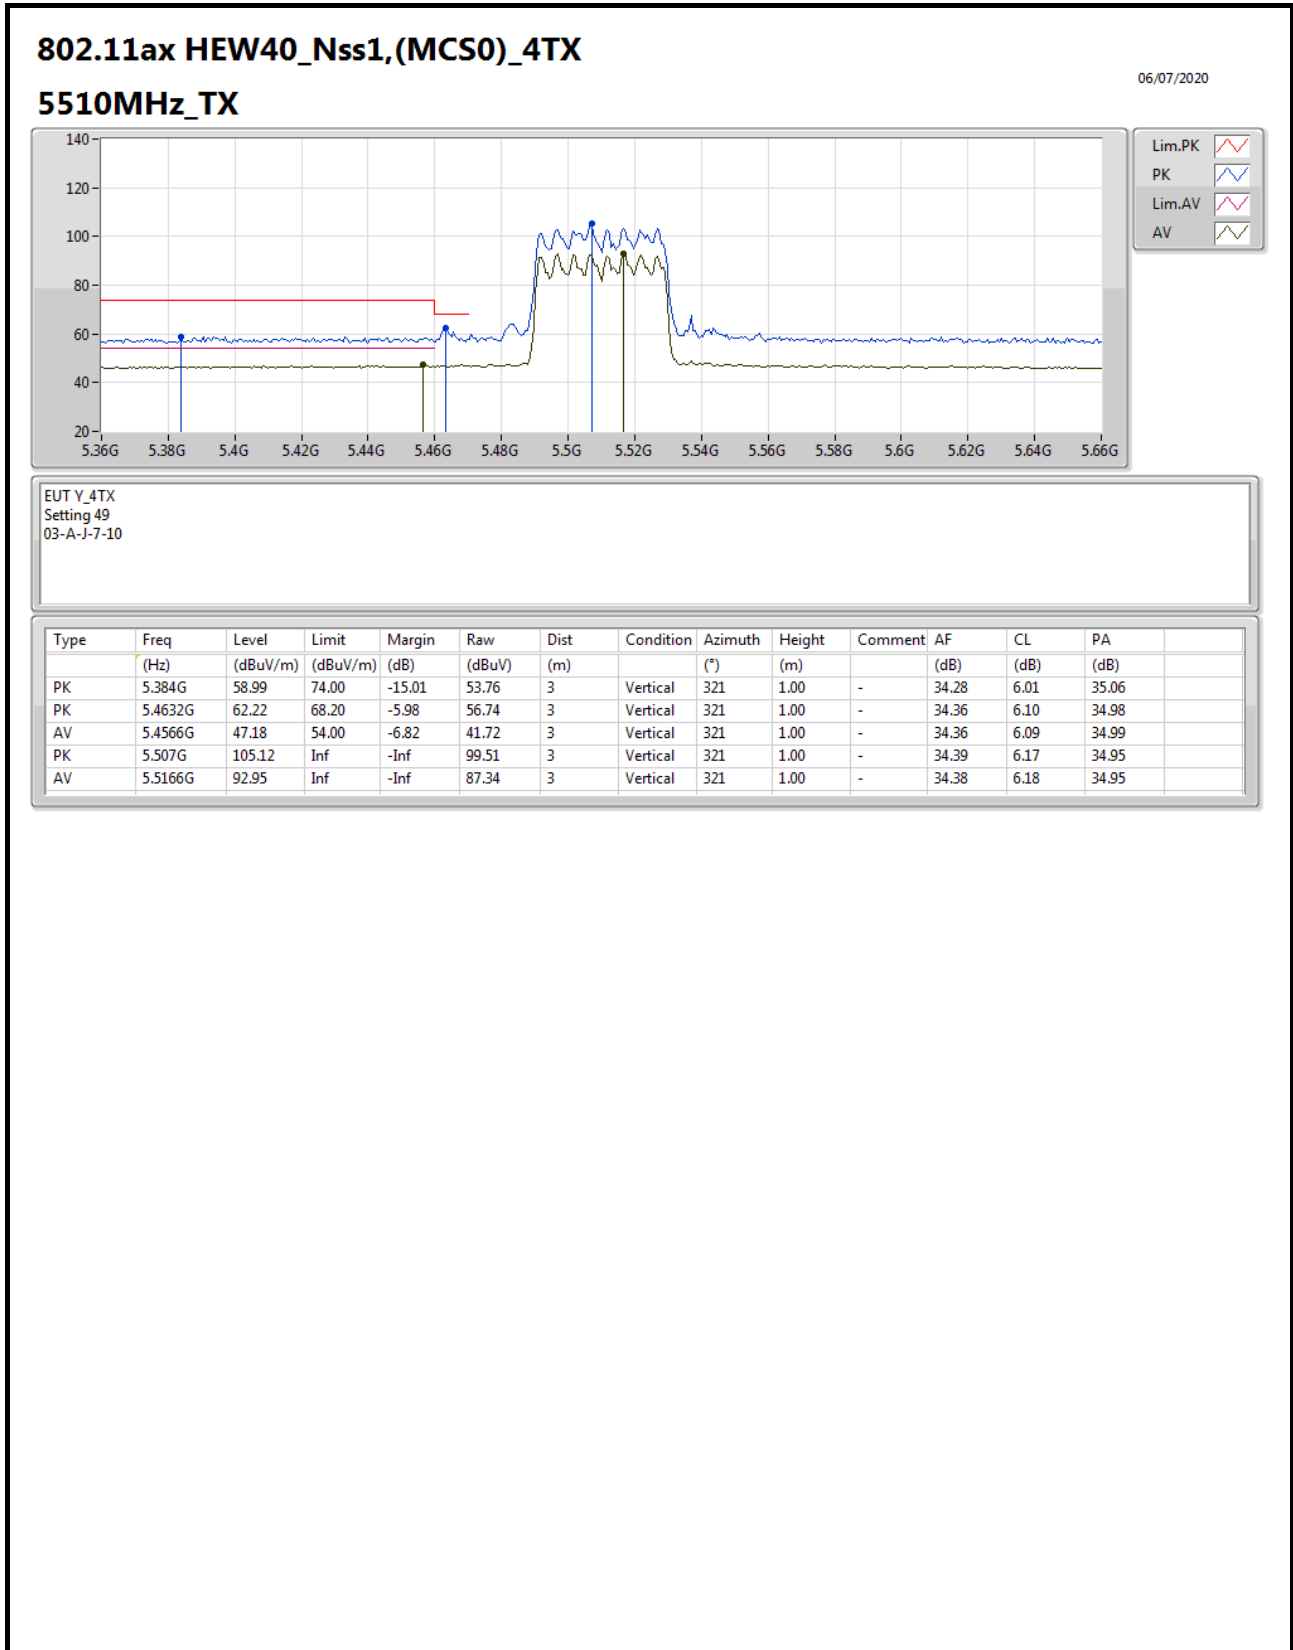 802.11ax HEW40_Nss1,(MCS0)_4TX
06/07/2020
5510MHz_TX
140
120
100
80
60
40
20
5.36G 5.38G 5.4G 5.42G 5.44G 5.46G 5.48G 5.5G 5.52G 5.54G 5.56G 5.58G 5.6G 5.62G 5.64G 5.66G
Lim.PK
PK
Lim.AV
AV
EUT Y_4TX
Setting 49
03-A-J-7-10
Type Freq Level Limit Margin Raw Dist Condition Azimuth Height Comment AF CL PA
(Hz) (dBuV/m) (dBuV/m) (dB) (dBuV) (m) (°) (m) (dB) (dB) (dB)
PK 5.384G 58.99 74.00 -15.01 53.76 3 Vertical 321 1.00 - 34.28 6.01 35.06
PK 5.4632G 62.22 68.20 -5.98 56.74 3 Vertical 321 1.00 - 34.36 6.10 34.98
AV 5.4566G 47.18 54.00 -6.82 41.72 3 Vertical 321 1.00 - 34.36 6.09 34.99
PK 5.507G 105.12 Inf -Inf 99.51 3 Vertical 321 1.00 - 34.39 6.17 34.95
AV 5.5166G 92.95 Inf -Inf 87.34 3 Vertical 321 1.00 - 34.38 6.18 34.95